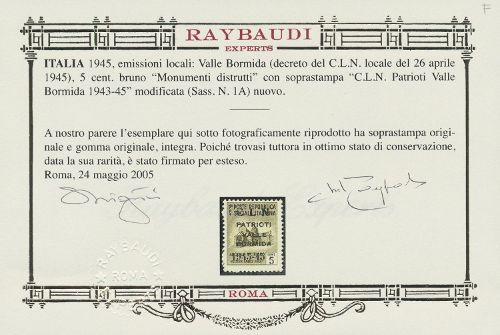 F
RAYBAUDI
EXPERTS
ITALIA 1945, emissioni locali: Valle Bormida (decreto del C.L.N. locale del 26 aprile
1945), 5 cent. bruno “Monumenti distrutti” con soprastampa “C.L.N. Patrioti Valle
Bormida 1943-45” modificata (Sass. N. 1A) nuovo.
A nostro parere l'esemplare qui sotto fotograficamente riprodotto ha soprastampa origi-
nale e gomma originale, integra. Poiché trovasi tuttora in ottimo stato di conservazione,
data la sua rarità, è stato firmato per esteso.
Roma, 24 maggio 2005
PATRIOTI
VALLE
BORMIDA
5
RAYBAUDI
ROMA
ROMA